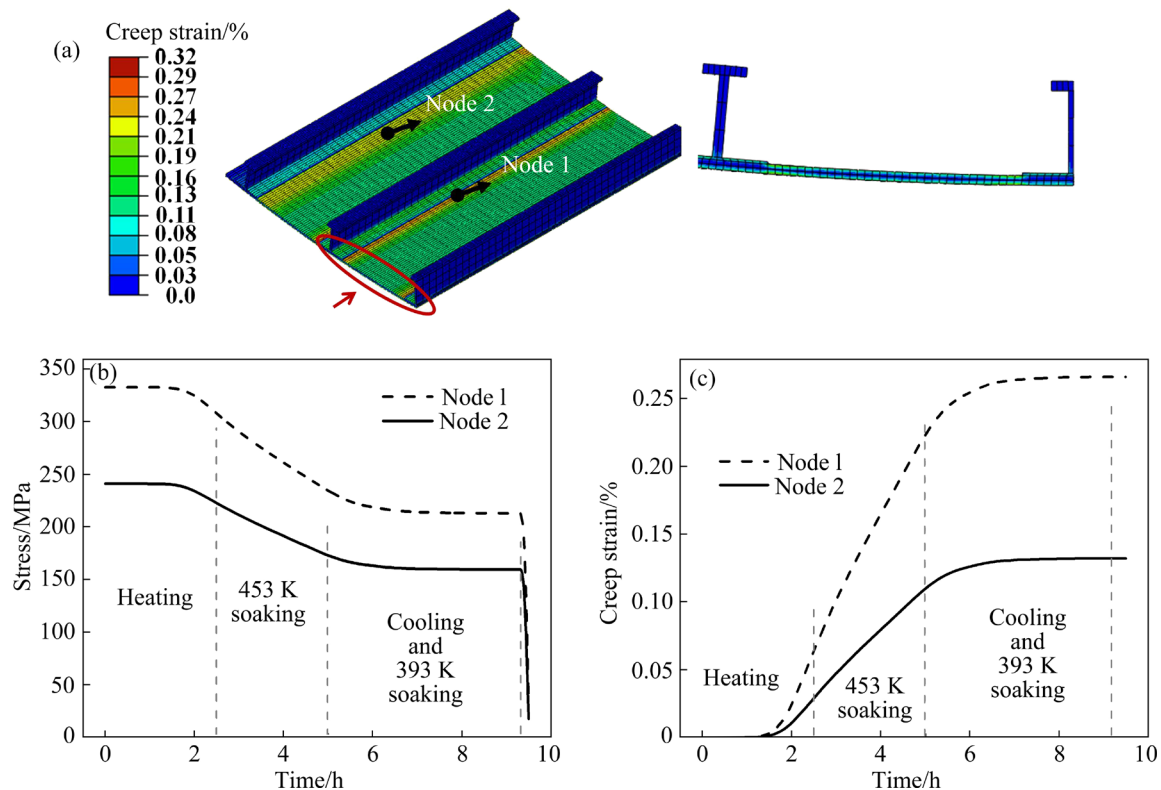 Creep strain/%
(a)
0.32
0.29
0.27
0.24
0.21
0.19
0.16
0.13
0.11
0.08
0.05
0.03
0.0
Node 2
Node 1
(b)
350
300
250
200
150
100
50
0
Stress/MPa
Node 1
Node 2
Heating
453 K
soaking
Cooling
and
393 K
soaking
0
2
4
6
8
10
Time/h
(c)
0.25
0.20
0.15
0.10
0.05
0
Creep strain/%
Node 1
Node 2
Heating
453 K
soaking
Cooling
and
393 K
soaking
0
2
4
6
8
10
Time/h